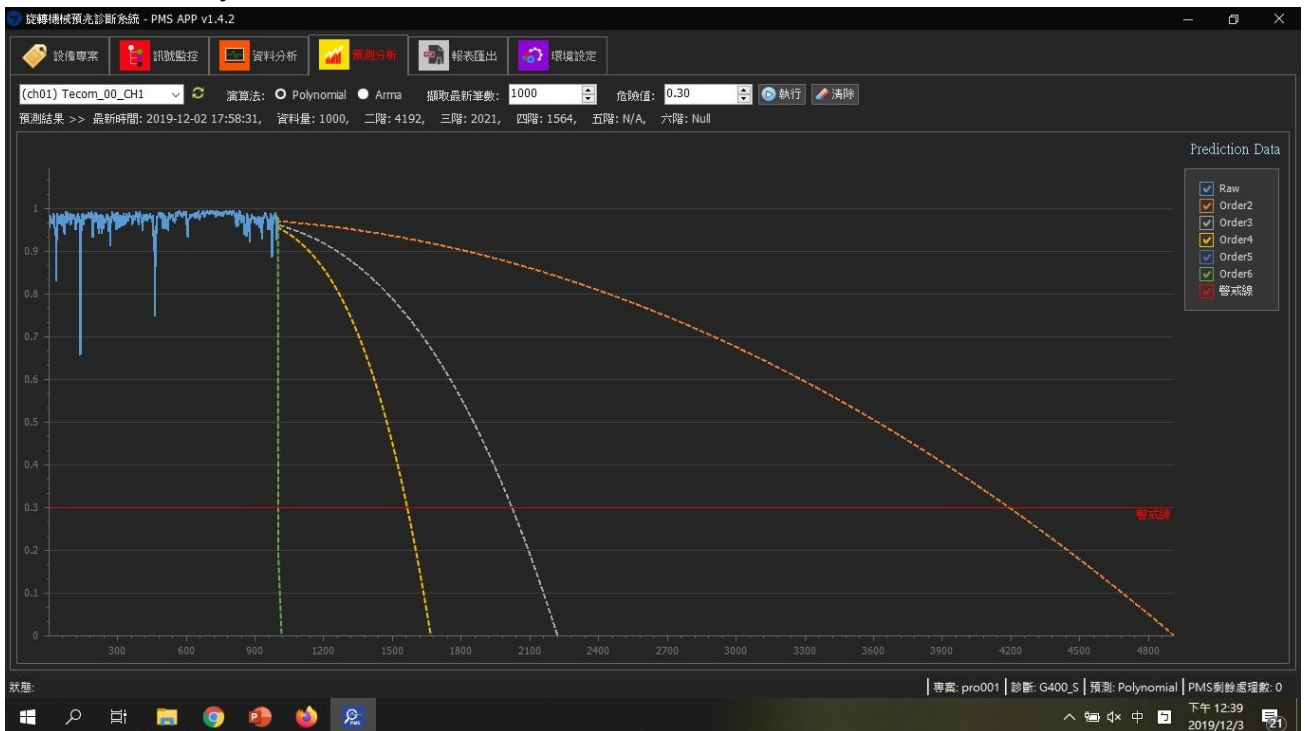 旋轉機械預兆診斷系統 - PMS APP v1.4.2
設備專案 訊號監控 資料分析 預測分析 報表匯出 環境設定
(ch01) Tecom_00_CH1 演算法: Polynomial Arma 擷取最新筆數: 1000 危險值: 0.30 執行 清除
預測結果 >> 最新時間: 2019-12-02 17:58:31, 資料量: 1000, 二階: 4192, 三階: 2021, 四階: 1564, 五階: N/A, 六階: Null
Prediction Data
Raw
Order2
Order3
Order4
Order5
Order6
警戒線
1
0.9
0.8
0.7
0.6
0.5
0.4
0.3
警戒線
0.2
0.1
0
300 600 900 1200 1500 1800 2100 2400 2700 3000 3300 3600 3900 4200 4500 4800
狀態: 專案: pro001 診斷: G400_S 預測: Polynomial PMS剩餘處理數: 0
中 ㄅ 下午 12:39
2019/12/3 21